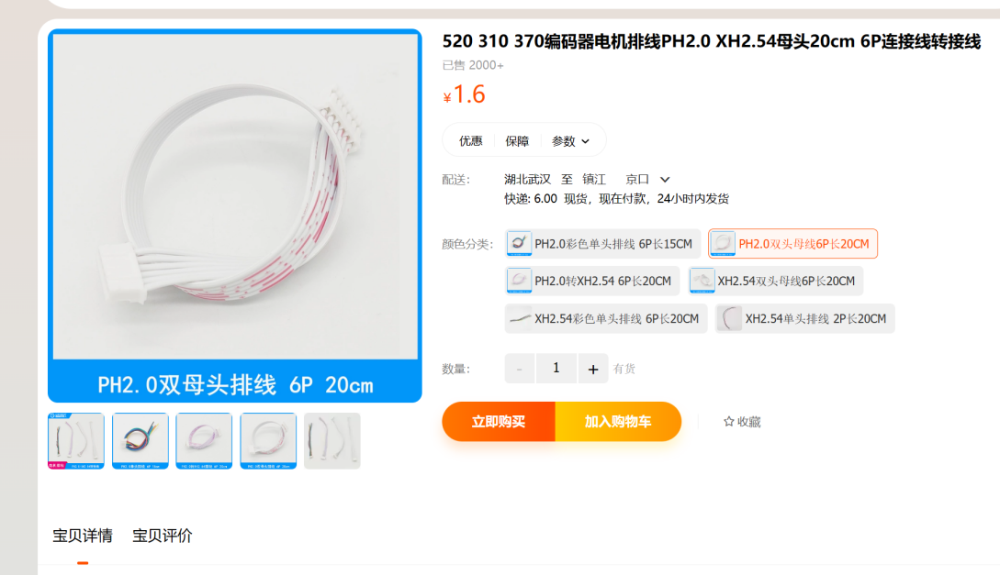 520 310 370编码器电机排线PH2.0 XH2.54母头20cm 6P连接线转接线
已售 2000+
¥1.6
优惠 保障 参数
配送： 湖北武汉 至 镇江 京口
快递: 6.00 现货，现在付款，24小时内发货
颜色分类： PH2.0彩色单头排线 6P长15CM PH2.0双头母线6P长20CM
PH2.0转XH2.54 6P长20CM XH2.54双头母线6P长20CM
XH2.54彩色单头排线 6P长20CM XH2.54单头排线 2P长20CM
数量： - 1 + 有货
立即购买 加入购物车 收藏
PH2.0双母头排线 6P 20cm
宝贝详情 宝贝评价